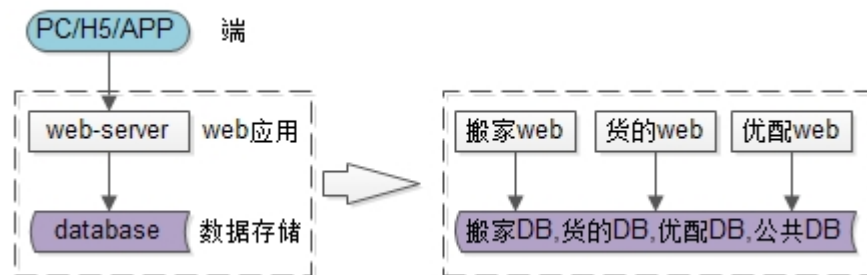 PC/H5/APP 端
web-server web应用
database 数据存储
搬家web 货的web 优配web
搬家DB,货的DB,优配DB,公共DB